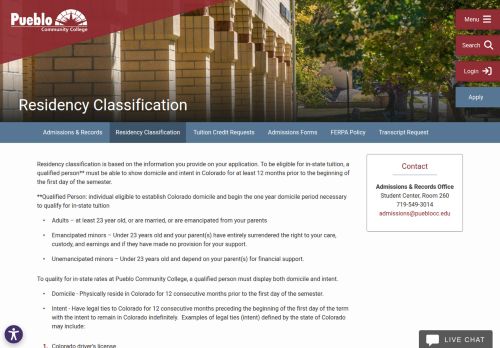 Pueblo
Community College
Menu
Search
Login
Apply
Residency Classification
Admissions & Records
Residency Classification
Tuition Credit Requests
Admissions Forms
FERPA Policy
Transcript Request
Residency classification is based on the information you provide on your application. To be eligible for in-state tuition, a
qualified person** must be able to show domicile and intent in Colorado for at least 12 months prior to the beginning of
the first day of the semester.
**Qualified Person: individual eligible to establish Colorado domicile and begin the one year domicile period necessary
to qualify for in-state tuition
• Adults – at least 23 year old, or are married, or are emancipated from your parents
• Emancipated minors – Under 23 years old and your parent(s) have entirely surrendered the right to your care,
custody, and earnings and if they have made no provision for your support.
• Unemancipated minors – Under 23 years old and depend on your parent(s) for financial support.
To qualify for in-state rates at Pueblo Community College, a qualified person must display both domicile and intent.
• Domicile - Physically reside in Colorado for 12 consecutive months prior to the first day of the semester.
• Intent - Have legal ties to Colorado for 12 consecutive months preceding the beginning of the first day of the term
with the intent to remain in Colorado indefinitely. Examples of legal ties (intent) defined by the state of Colorado
may include:
1. Colorado driver's license
Contact
Admissions & Records Office
Student Center, Room 260
719-549-3014
admissions@pueblocc.edu
LIVE CHAT